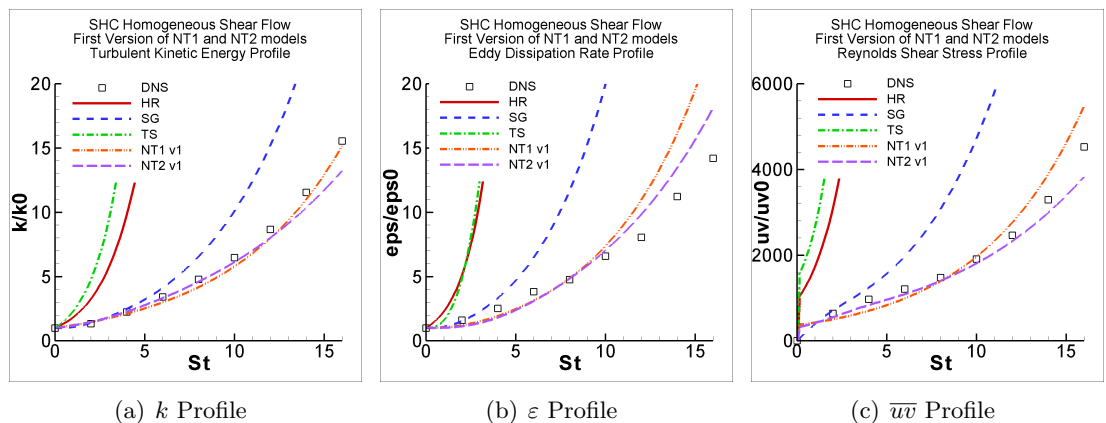 SHC Homogeneous Shear Flow
First Version of NT1 and NT2 models
Turbulent Kinetic Energy Profile
20
15
10
5
0
k/k0
DNS
HR
SG
TS
NT1 v1
NT2 v1
0
5
10
15
St
(a) k Profile
SHC Homogeneous Shear Flow
First Version of NT1 and NT2 models
Eddy Dissipation Rate Profile
20
15
10
5
0
eps/eps0
DNS
HR
SG
TS
NT1 v1
NT2 v1
0
5
10
15
St
(b) ε Profile
SHC Homogeneous Shear Flow
First Version of NT1 and NT2 models
Reynolds Shear Stress Profile
6000
4000
2000
0
uv/uv0
DNS
HR
SG
TS
NT1 v1
NT2 v1
0
5
10
15
St
(c) u̅v̅ Profile